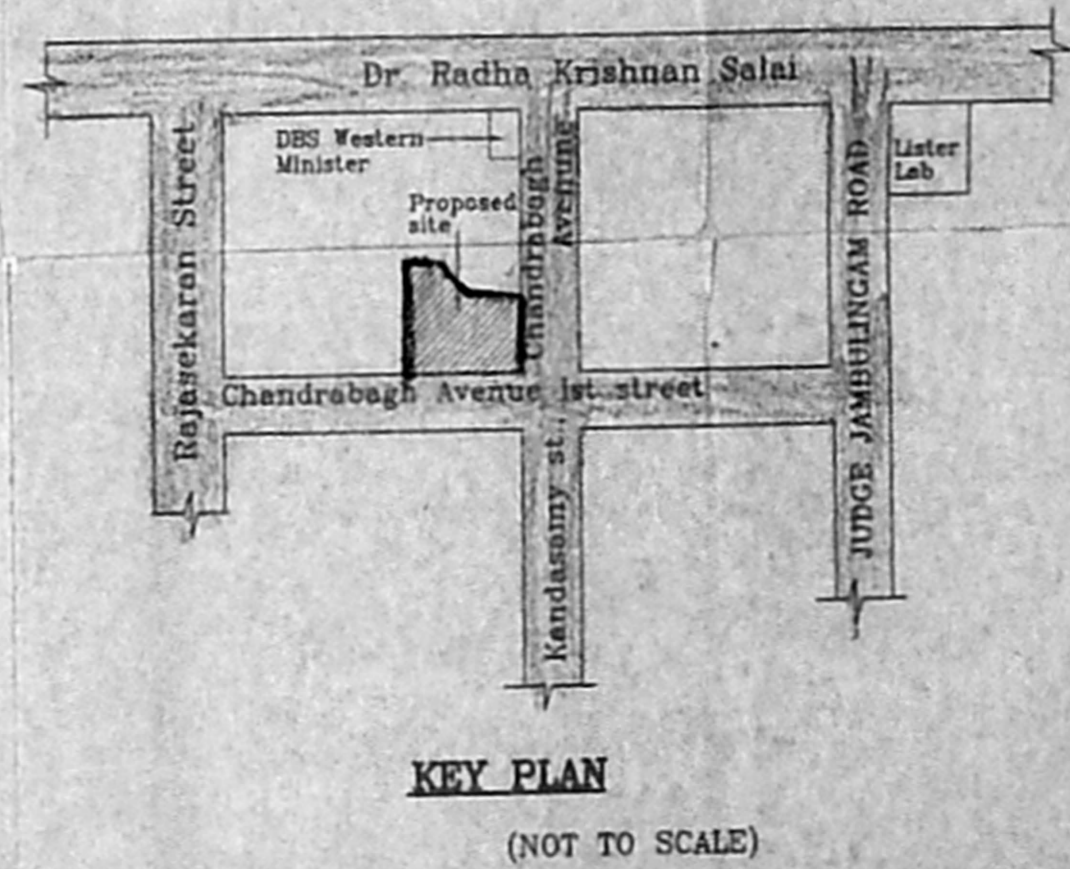 Dr. Radha Krishnan Salai
DBS Western
Minister
Proposed
site
Rajasekaran Street
Chandrabagh
Avenune
JUDGE JAMBULINGAM ROAD
Lister
Lab
Chandrabagh Avenue 1st street
Kandasamy st.,
KEY PLAN
(NOT TO SCALE)